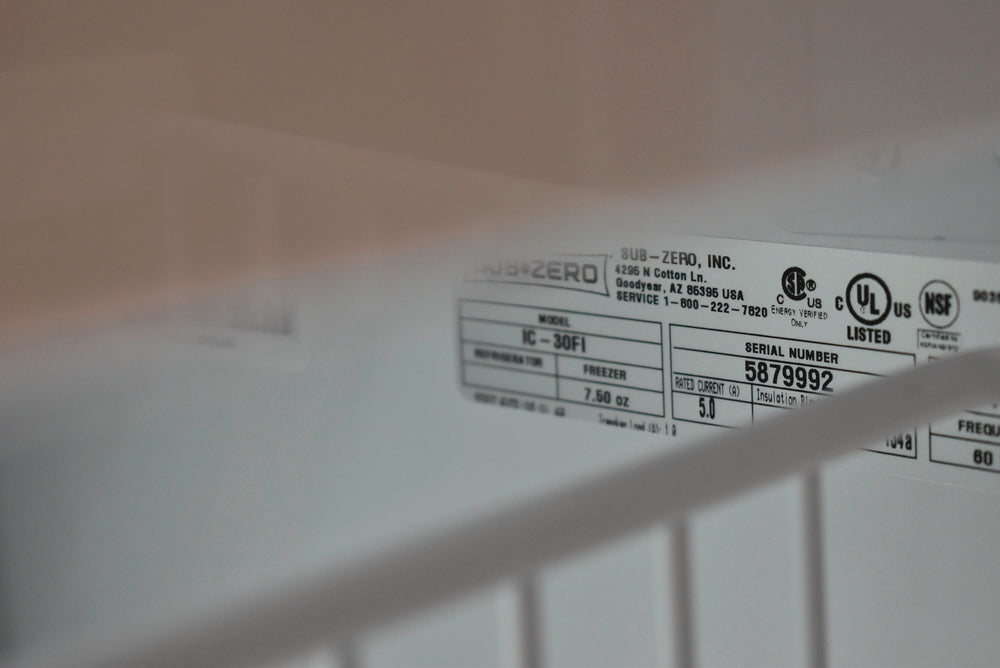 SUB-ZERO
SUB-ZERO, INC.
4295 N Cotton Ln.
Goodyear, AZ 85395 USA
SERVICE 1-800-222-7820
C US
ENERGY VERIFIED
ONLY
C UL US
LISTED
NSF
MODEL
IC-30FI
REFRIGERATOR
FREEZER
7.50 oz
SERIAL NUMBER
5879992
RATED CURRENT (A)
5.0
Insulation
134a
60